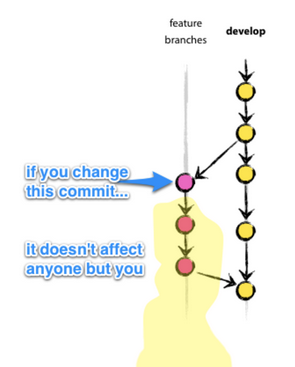 feature
branches
develop
if you change
this commit...
it doesn't affect
anyone but you